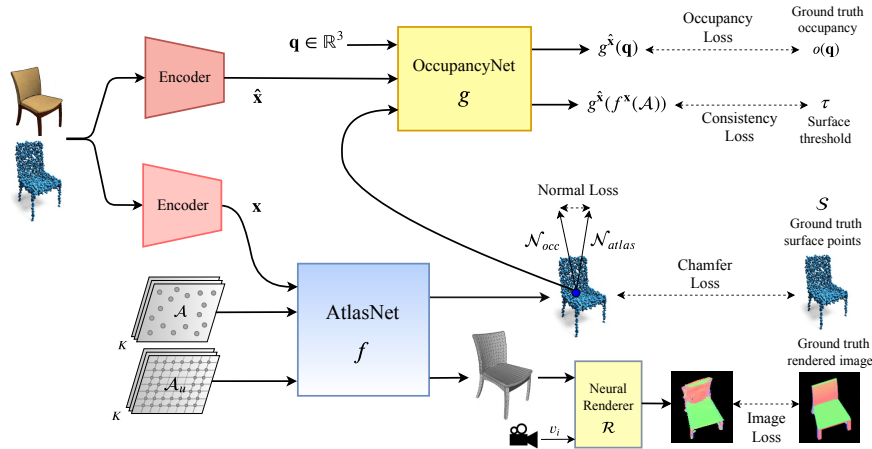 q ∈ ℝ³
Encoder
x̂
OccupancyNet
g
g^x̂(q)
Occupancy
Loss
Ground truth
occupancy
o(q)
g^x̂(f^x(𝒜))
Consistency
Loss
τ
Surface
threshold
Encoder
x
Normal Loss
𝒩_occ
𝒩_atlas
𝒮
Ground truth
surface points
Chamfer
Loss
𝒜
K
𝒜_u
K
AtlasNet
f
Neural
Renderer
ℛ
v_i
Ground truth
rendered image
Image
Loss